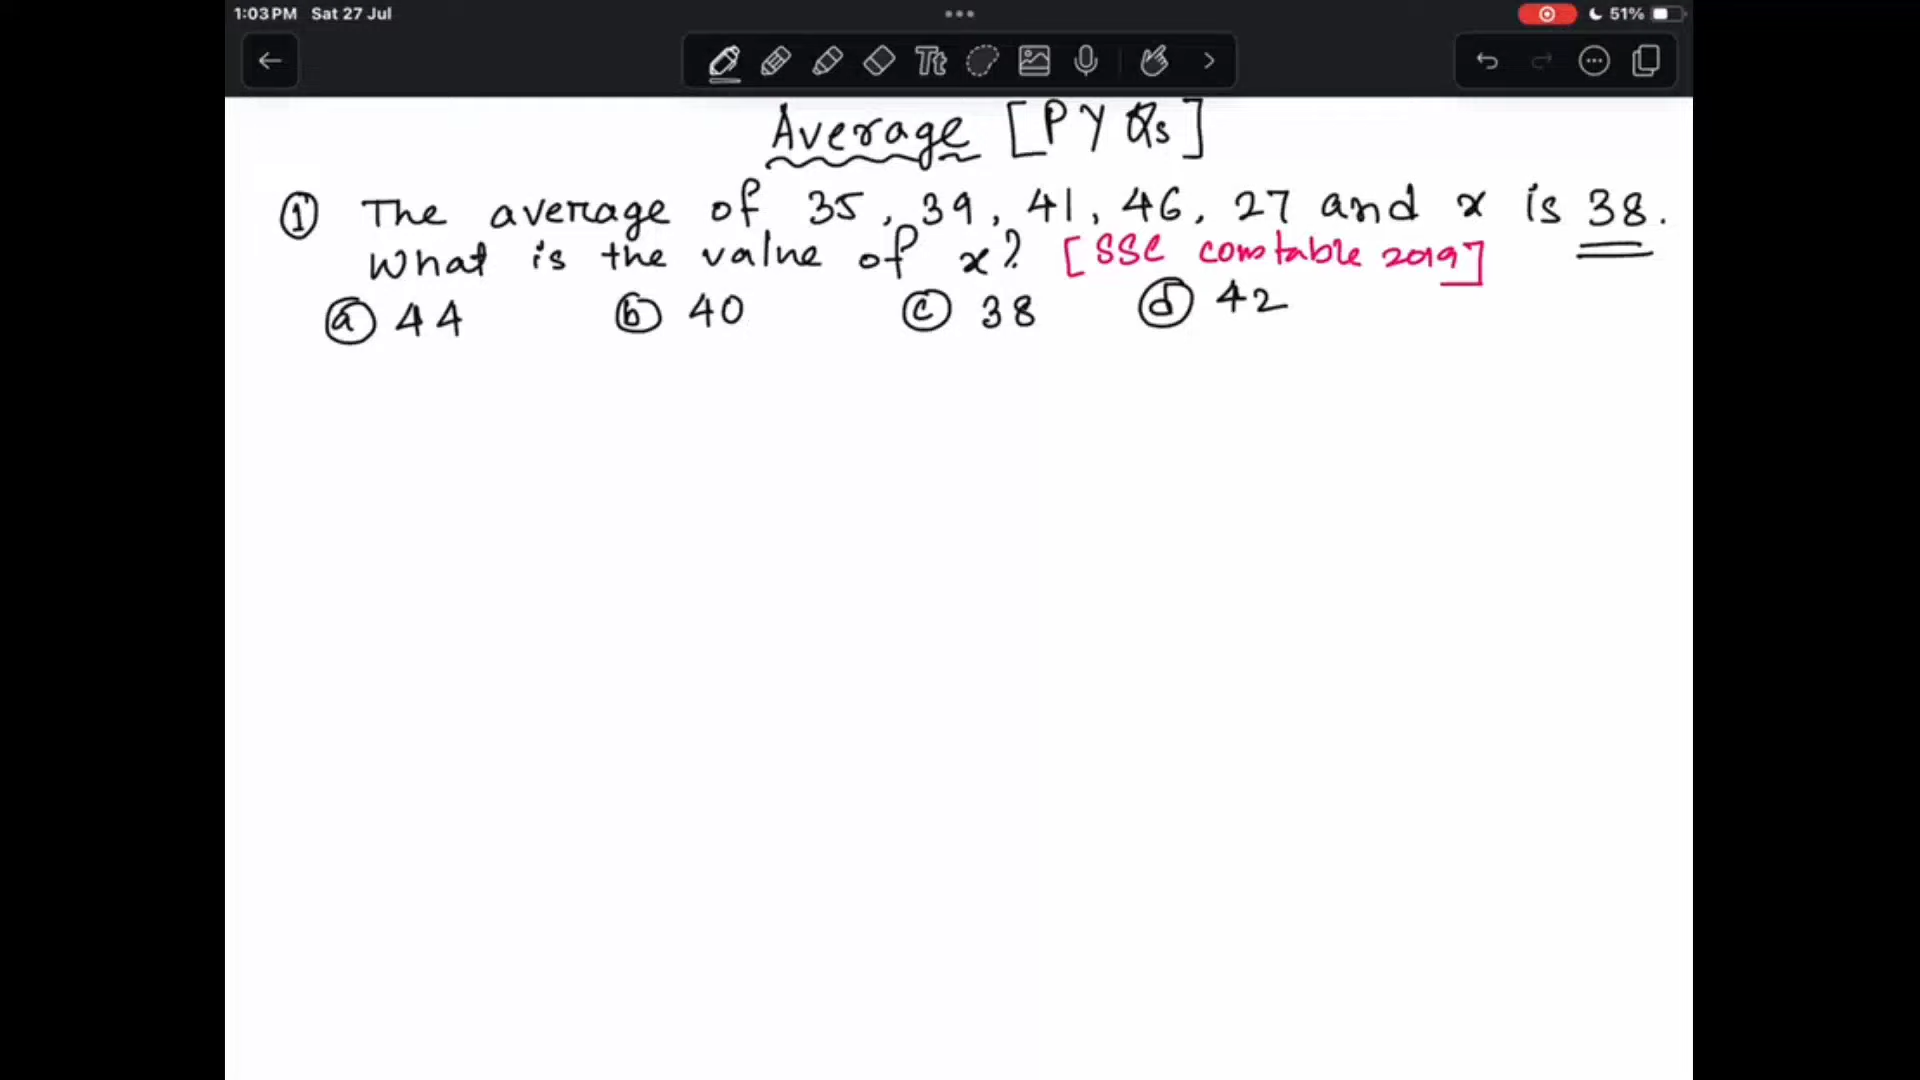 1:03 PM Sat 27 Jul
51%
Tt
Average [PYQs]
① The average of 35, 39, 41, 46, 27 and x is 38.
What is the value of x? [SSC constable 2019]
ⓐ 44 ⓑ 40 ⓒ 38 ⓓ 42